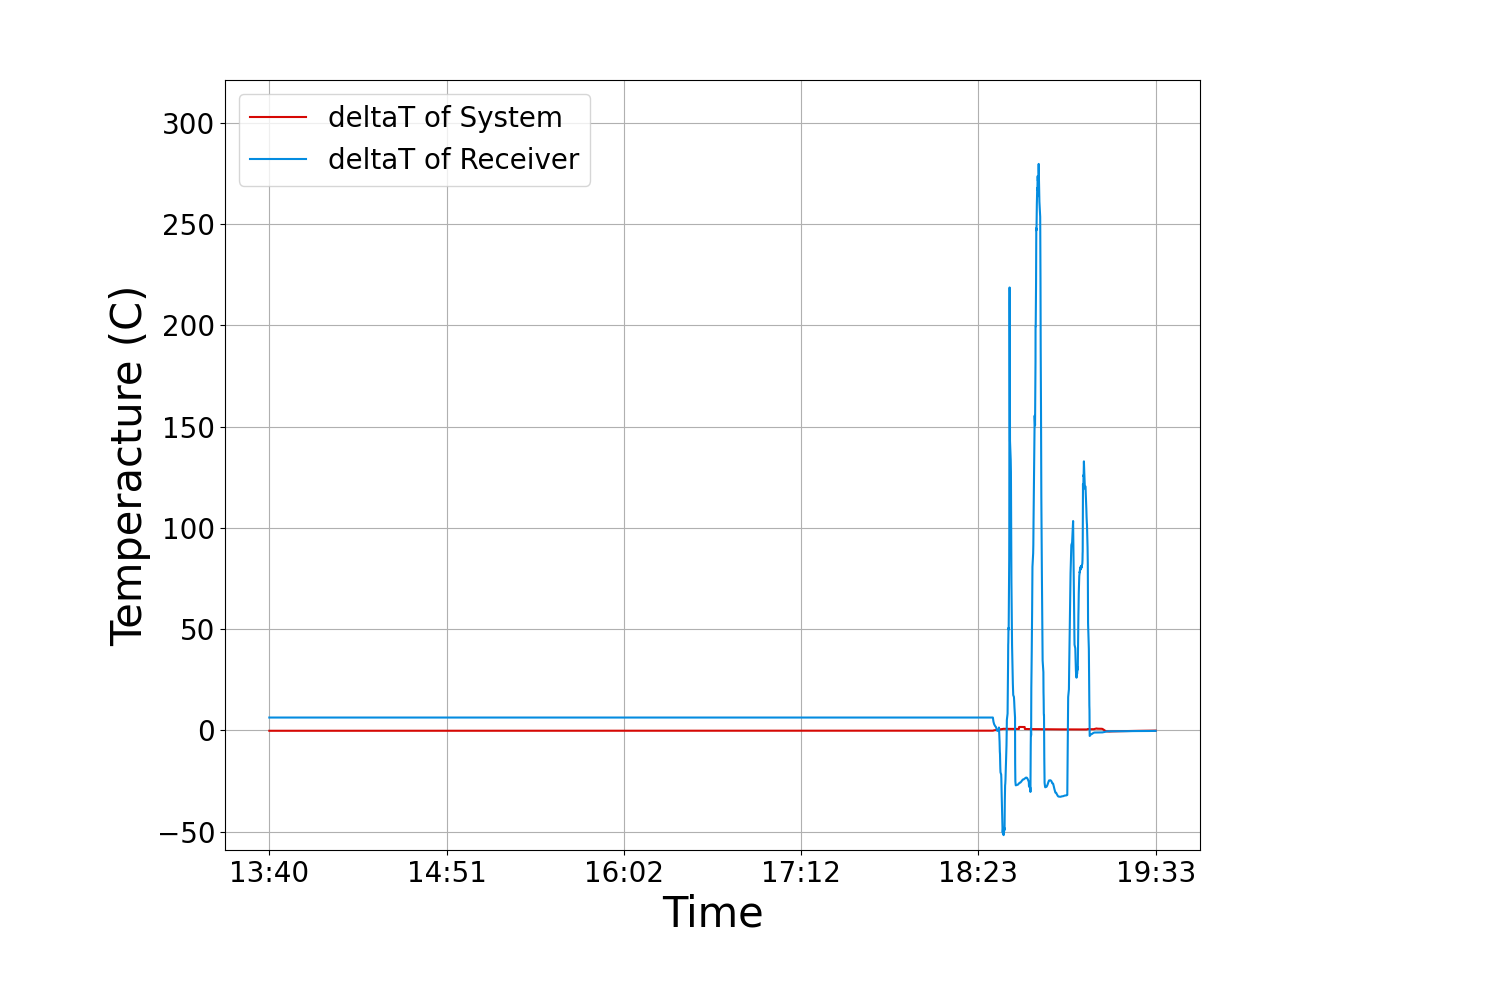 deltaT of System
deltaT of Receiver
300
250
200
150
100
50
0
−50
Temperacture (C)
13:40 14:51 16:02 17:12 18:23 19:33
Time